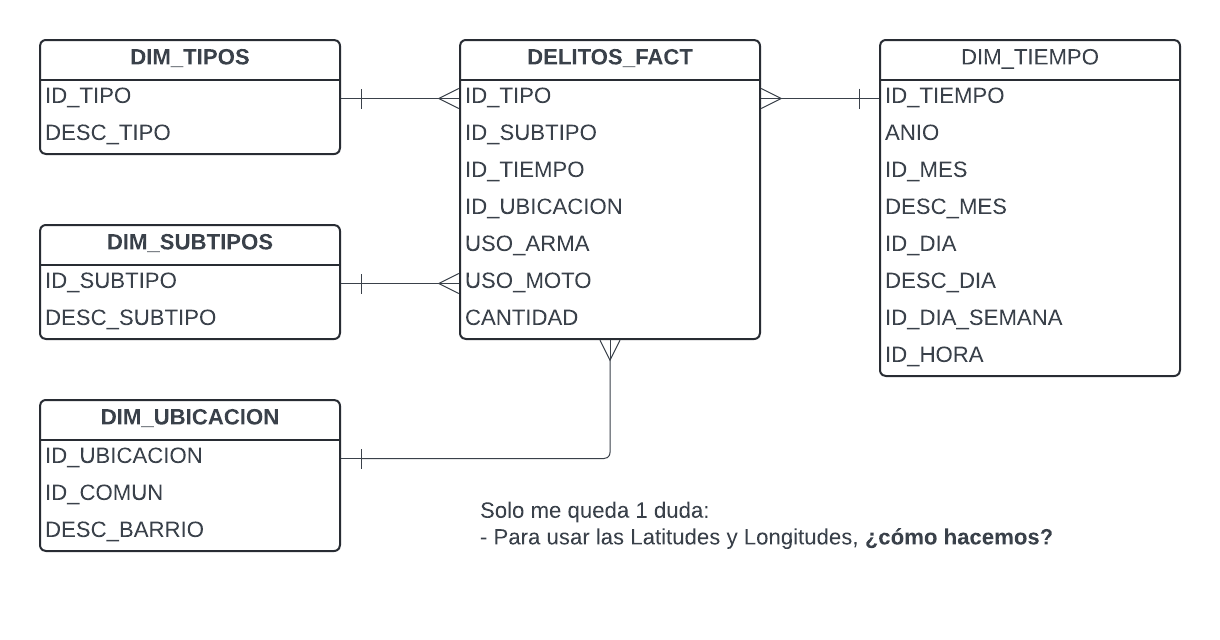 DIM_TIPOS
ID_TIPO
DESC_TIPO
DIM_SUBTIPOS
ID_SUBTIPO
DESC_SUBTIPO
DIM_UBICACION
ID_UBICACION
ID_COMUN
DESC_BARRIO
DELITOS_FACT
ID_TIPO
ID_SUBTIPO
ID_TIEMPO
ID_UBICACION
USO_ARMA
USO_MOTO
CANTIDAD
DIM_TIEMPO
ID_TIEMPO
ANIO
ID_MES
DESC_MES
ID_DIA
DESC_DIA
ID_DIA_SEMANA
ID_HORA
Solo me queda 1 duda:
- Para usar las Latitudes y Longitudes, ¿cómo hacemos?